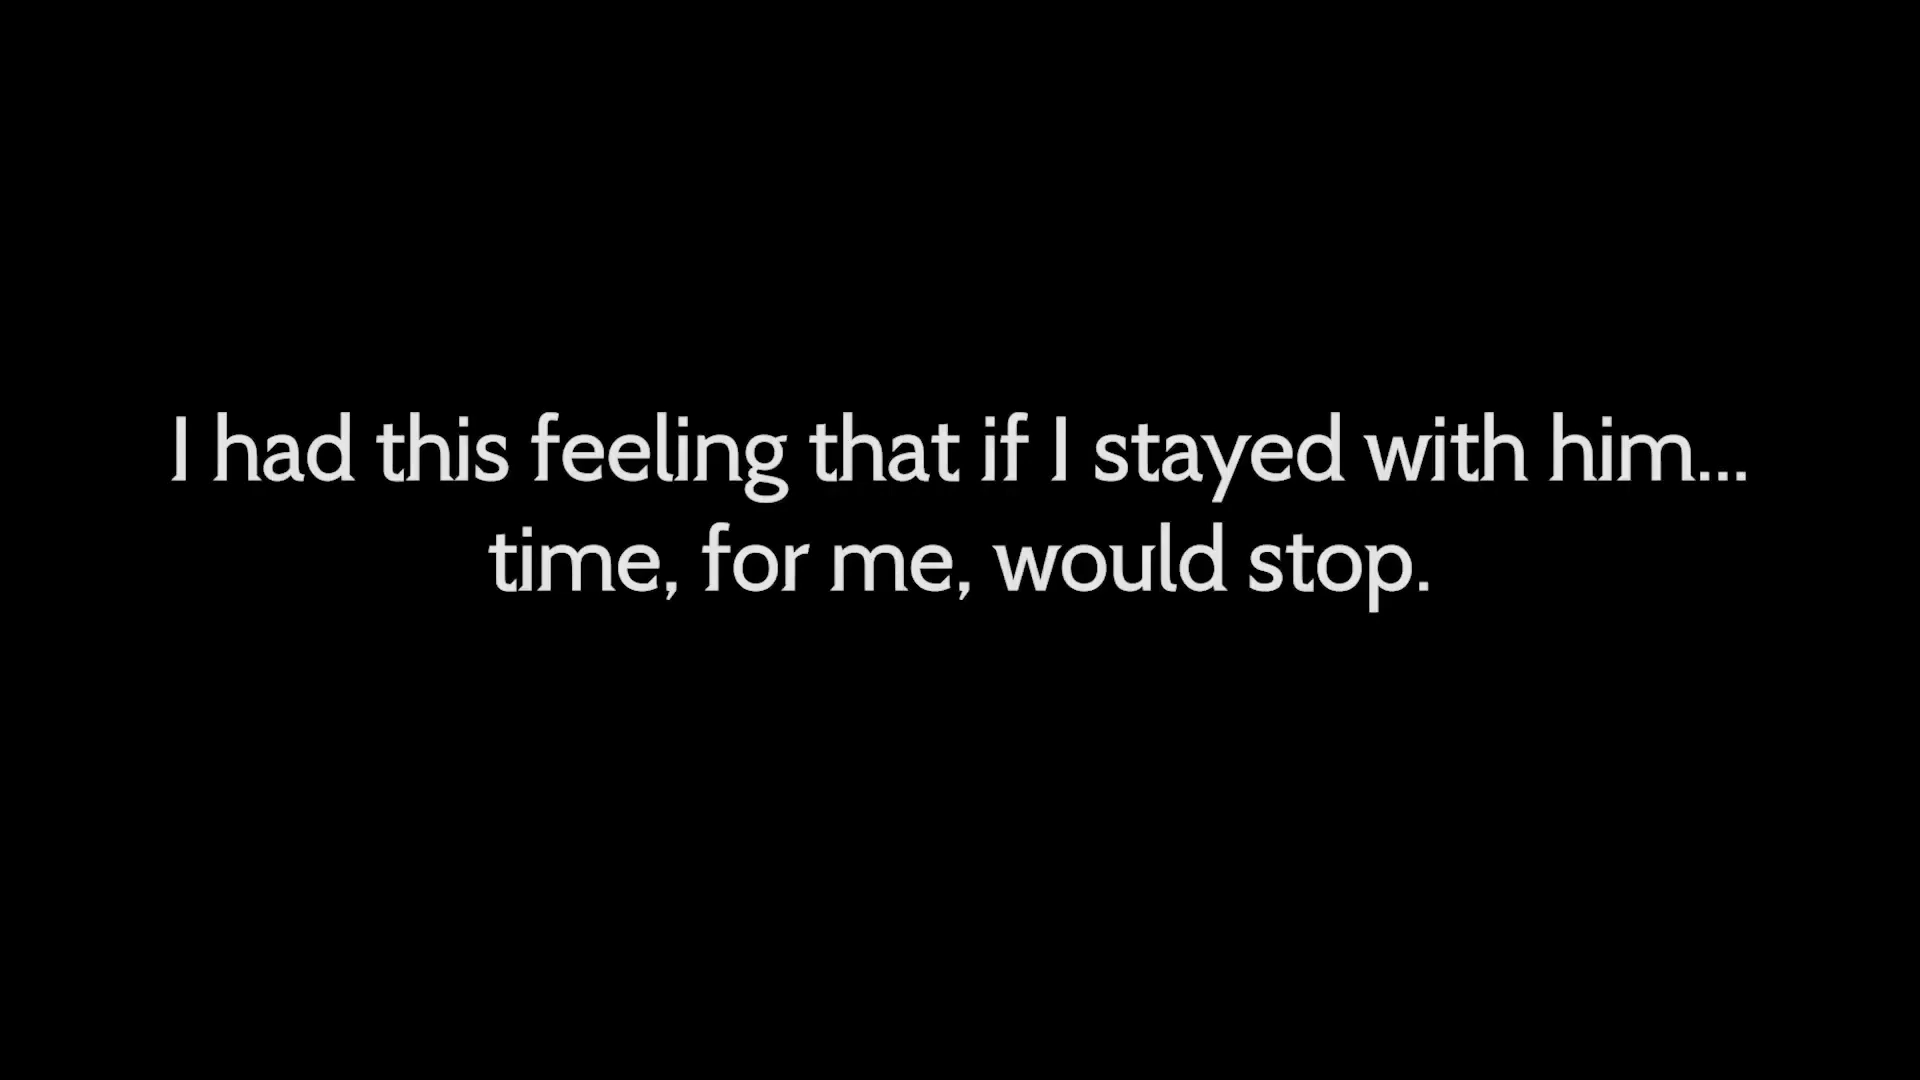 I had this feeling that if I stayed with him...
time, for me, would stop.